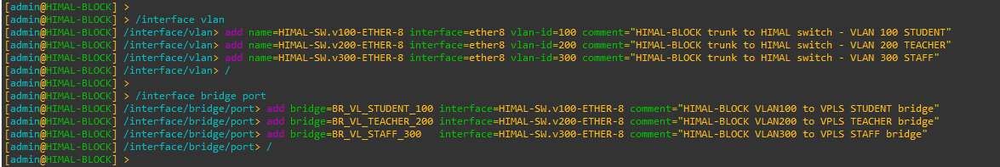 [admin@HIMAL-BLOCK] >
[admin@HIMAL-BLOCK] > /interface vlan
[admin@HIMAL-BLOCK] /interface/vlan> add name=HIMAL-SW.v100-ETHER-8 interface=ether8 vlan-id=100 comment="HIMAL-BLOCK trunk to HIMAL switch - VLAN 100 STUDENT"
[admin@HIMAL-BLOCK] /interface/vlan> add name=HIMAL-SW.v200-ETHER-8 interface=ether8 vlan-id=200 comment="HIMAL-BLOCK trunk to HIMAL switch - VLAN 200 TEACHER"
[admin@HIMAL-BLOCK] /interface/vlan> add name=HIMAL-SW.v300-ETHER-8 interface=ether8 vlan-id=300 comment="HIMAL-BLOCK trunk to HIMAL switch - VLAN 300 STAFF"
[admin@HIMAL-BLOCK] /interface/vlan> /
[admin@HIMAL-BLOCK] >
[admin@HIMAL-BLOCK] > /interface bridge port
[admin@HIMAL-BLOCK] /interface/bridge/port> add bridge=BR_VL_STUDENT_100 interface=HIMAL-SW.v100-ETHER-8 comment="HIMAL-BLOCK VLAN100 to VPLS STUDENT bridge"
[admin@HIMAL-BLOCK] /interface/bridge/port> add bridge=BR_VL_TEACHER_200 interface=HIMAL-SW.v200-ETHER-8 comment="HIMAL-BLOCK VLAN200 to VPLS TEACHER bridge"
[admin@HIMAL-BLOCK] /interface/bridge/port> add bridge=BR_VL_STAFF_300   interface=HIMAL-SW.v300-ETHER-8 comment="HIMAL-BLOCK VLAN300 to VPLS STAFF bridge"
[admin@HIMAL-BLOCK] /interface/bridge/port> /
[admin@HIMAL-BLOCK] >